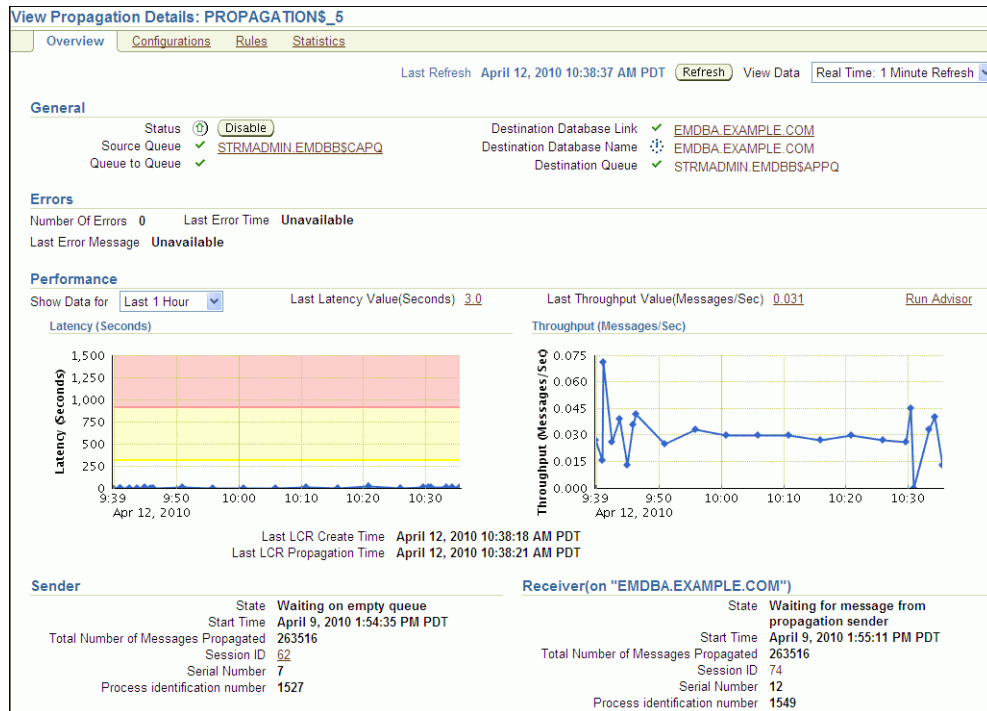 View Propagation Details: PROPAGATION$_5
Overview Configurations Rules Statistics
Last Refresh April 12, 2010 10:38:37 AM PDT Refresh View Data Real Time: 1 Minute Refresh
General
Status Disable
Source Queue STRMADMIN.EMDBB$CAPQ
Queue to Queue
Destination Database Link EMDBA.EXAMPLE.COM
Destination Database Name EMDBA.EXAMPLE.COM
Destination Queue STRMADMIN.EMDBB$APPQ
Errors
Number Of Errors 0 Last Error Time Unavailable
Last Error Message Unavailable
Performance
Show Data for Last 1 Hour Last Latency Value(Seconds) 3.0 Last Throughput Value(Messages/Sec) 0.031 Run Advisor
Latency (Seconds)
Latency (Seconds)
1,500
1,250
1,000
750
500
250
0
9:39 9:50 10:00 10:10 10:20 10:30
Apr 12, 2010
Throughput (Messages/Sec)
Throughput (Messages/Sec)
0.075
0.060
0.045
0.030
0.015
0.000
9:39 9:50 10:00 10:10 10:20 10:30
Apr 12, 2010
Last LCR Create Time April 12, 2010 10:38:18 AM PDT
Last LCR Propagation Time April 12, 2010 10:38:21 AM PDT
Sender
State Waiting on empty queue
Start Time April 9, 2010 1:54:35 PM PDT
Total Number of Messages Propagated 263516
Session ID 62
Serial Number 7
Process identification number 1527
Receiver(on "EMDBA.EXAMPLE.COM")
State Waiting for message from
propagation sender
Start Time April 9, 2010 1:55:11 PM PDT
Total Number of Messages Propagated 263516
Session ID 74
Serial Number 12
Process identification number 1549